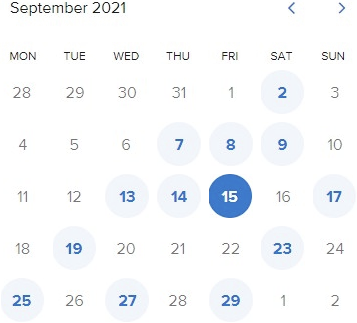 September 2021
MON TUE WED THU FRI SAT SUN
28 29 30 31 1 2 3
4 5 6 7 8 9 10
11 12 13 14 15 16 17
18 19 20 21 22 23 24
25 26 27 28 29 1 2